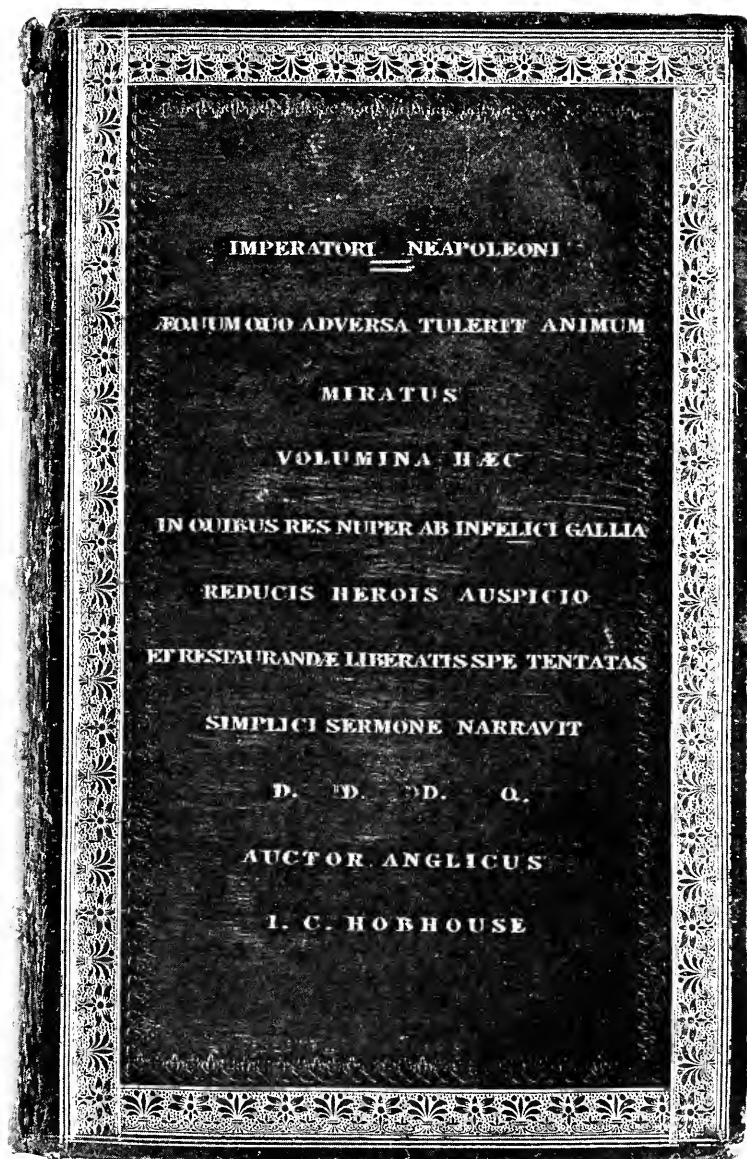 IMPERATORI NEAPOLEONI
ÆQUUM QUO ADVERSA TULERIT ANIMUM
MIRATUS
VOLUMINA HÆC
IN QUIBUS RES NUPER AB INFELICI GALLIA
REDUCIS HEROIS AUSPICIO
ET RESTAURANDÆ LIBERATIS SPE TENTATAS
SIMPLICI SERMONE NARRAVIT
D. D. D. Q.
AUCTOR ANGLICUS
I. C. HOBHOUSE